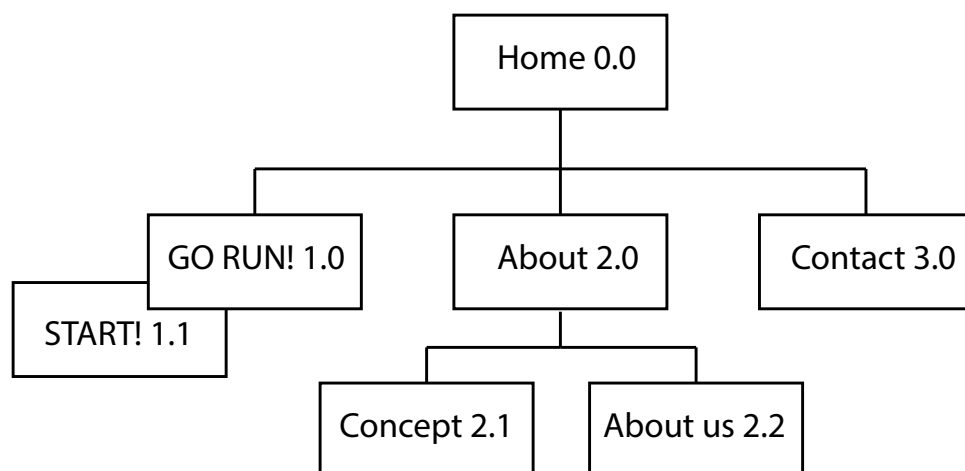 Home 0.0
GO RUN! 1.0
About 2.0
Contact 3.0
START! 1.1
Concept 2.1
About us 2.2